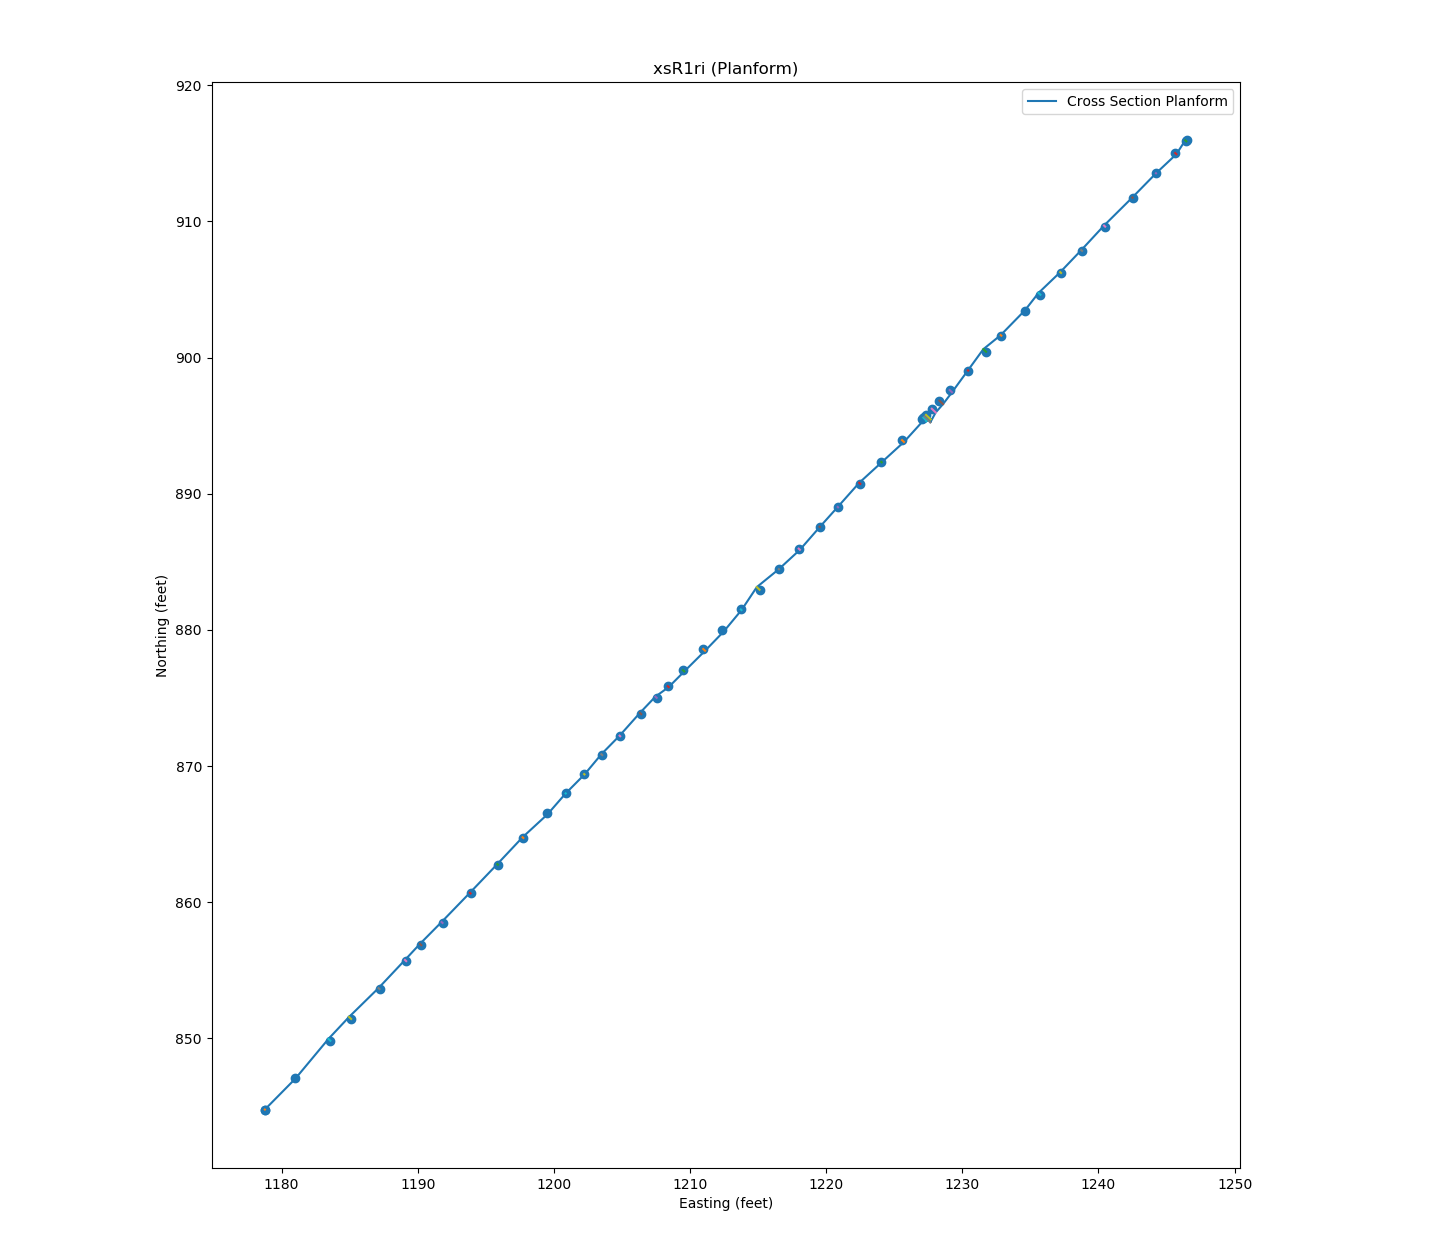 xsR1ri (Planform)
Cross Section Planform
920
910
900
890
880
870
860
850
Northing (feet)
1180 1190 1200 1210 1220 1230 1240 1250
Easting (feet)